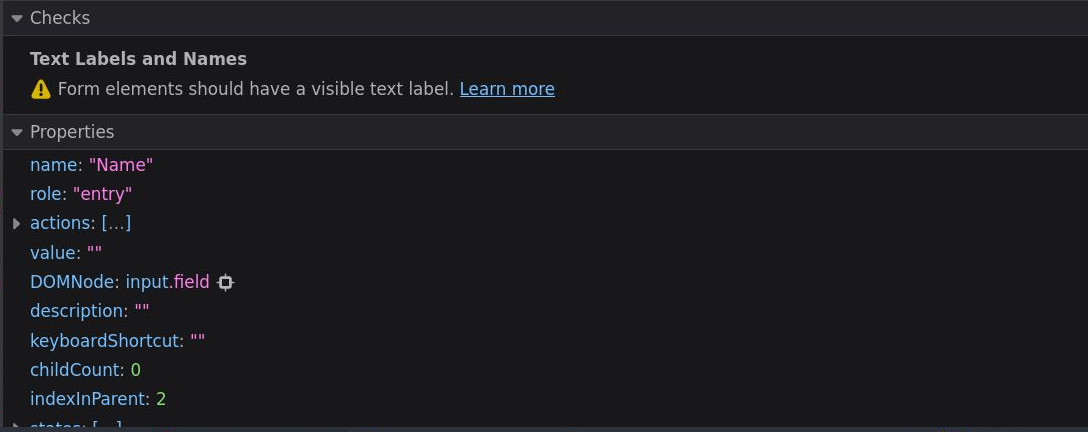 Checks
Text Labels and Names
Form elements should have a visible text label. Learn more
Properties
name: "Name"
role: "entry"
actions: […]
value: ""
DOMNode: input.field
description: ""
keyboardShortcut: ""
childCount: 0
indexInParent: 2
states: […]